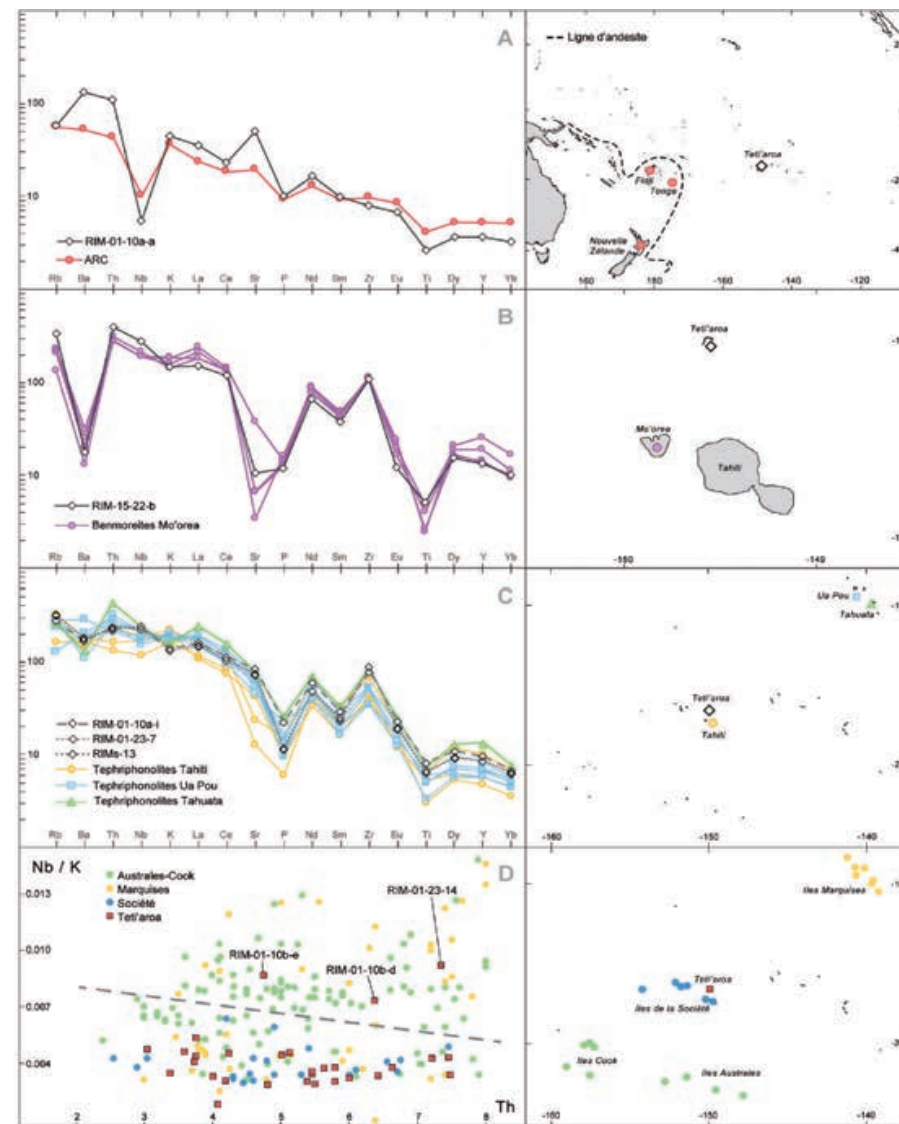 A
100
10
RIM-01-10a-a
ARC
Rb Ba Th Nb K La Ce Sr P Nd Sm Zr Eu Ti Dy Y Yb
Ligne d'andesite
Teti'aroa
Fidji
Tonga
Nouvelle
Zélande
160 180 -160 -140 -120
B
100
10
RIM-15-22-b
Benmoreites Mo'orea
Rb Ba Th Nb K La Ce Sr P Nd Sm Zr Eu Ti Dy Y Yb
Teti'aroa
Mo'orea
Tahiti
-150 -140
C
100
10
RIM-01-10a-i
RIM-01-23-7
RIMs-13
Tephriphonolites Tahiti
Tephriphonolites Ua Pou
Tephriphonolites Tahuata
Rb Ba Th Nb K La Ce Sr P Nd Sm Zr Eu Ti Dy Y Yb
Ua Pou
Tahuata
Teti'aroa
Tahiti
-160 -150 -140
Nb / K
D
Australes-Cook
Marquises
Société
Teti'aroa
RIM-01-23-14
RIM-01-10b-e
RIM-01-10b-d
0.013
0.010
0.007
0.004
Th
2 3 4 5 6 7 8
Iles Marquises
Teti'aroa
Iles de la Société
Iles Cook
Iles Australes
-160 -150 -140